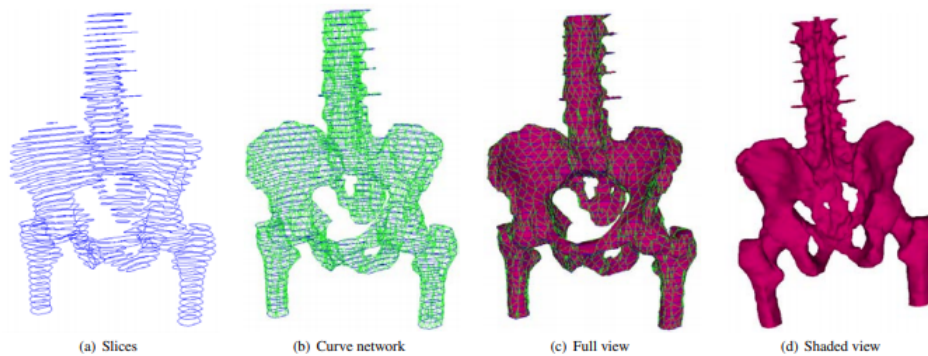 (a) Slices
(b) Curve network
(c) Full view
(d) Shaded view